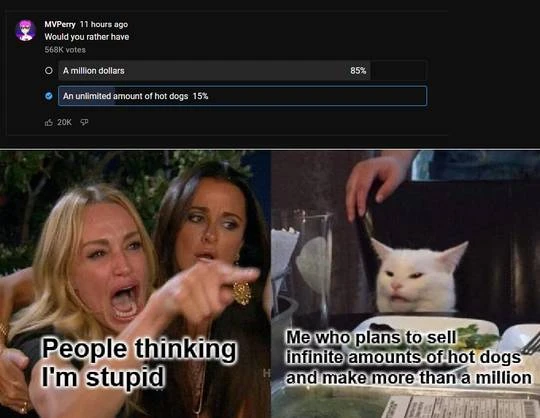 MVPerry 11 hours ago
Would you rather have
568K votes
A million dollars 85%
An unlimited amount of hot dogs 15%
20K
People thinking
I'm stupid
Me who plans to sell
infinite amounts of hot dogs
and make more than a million